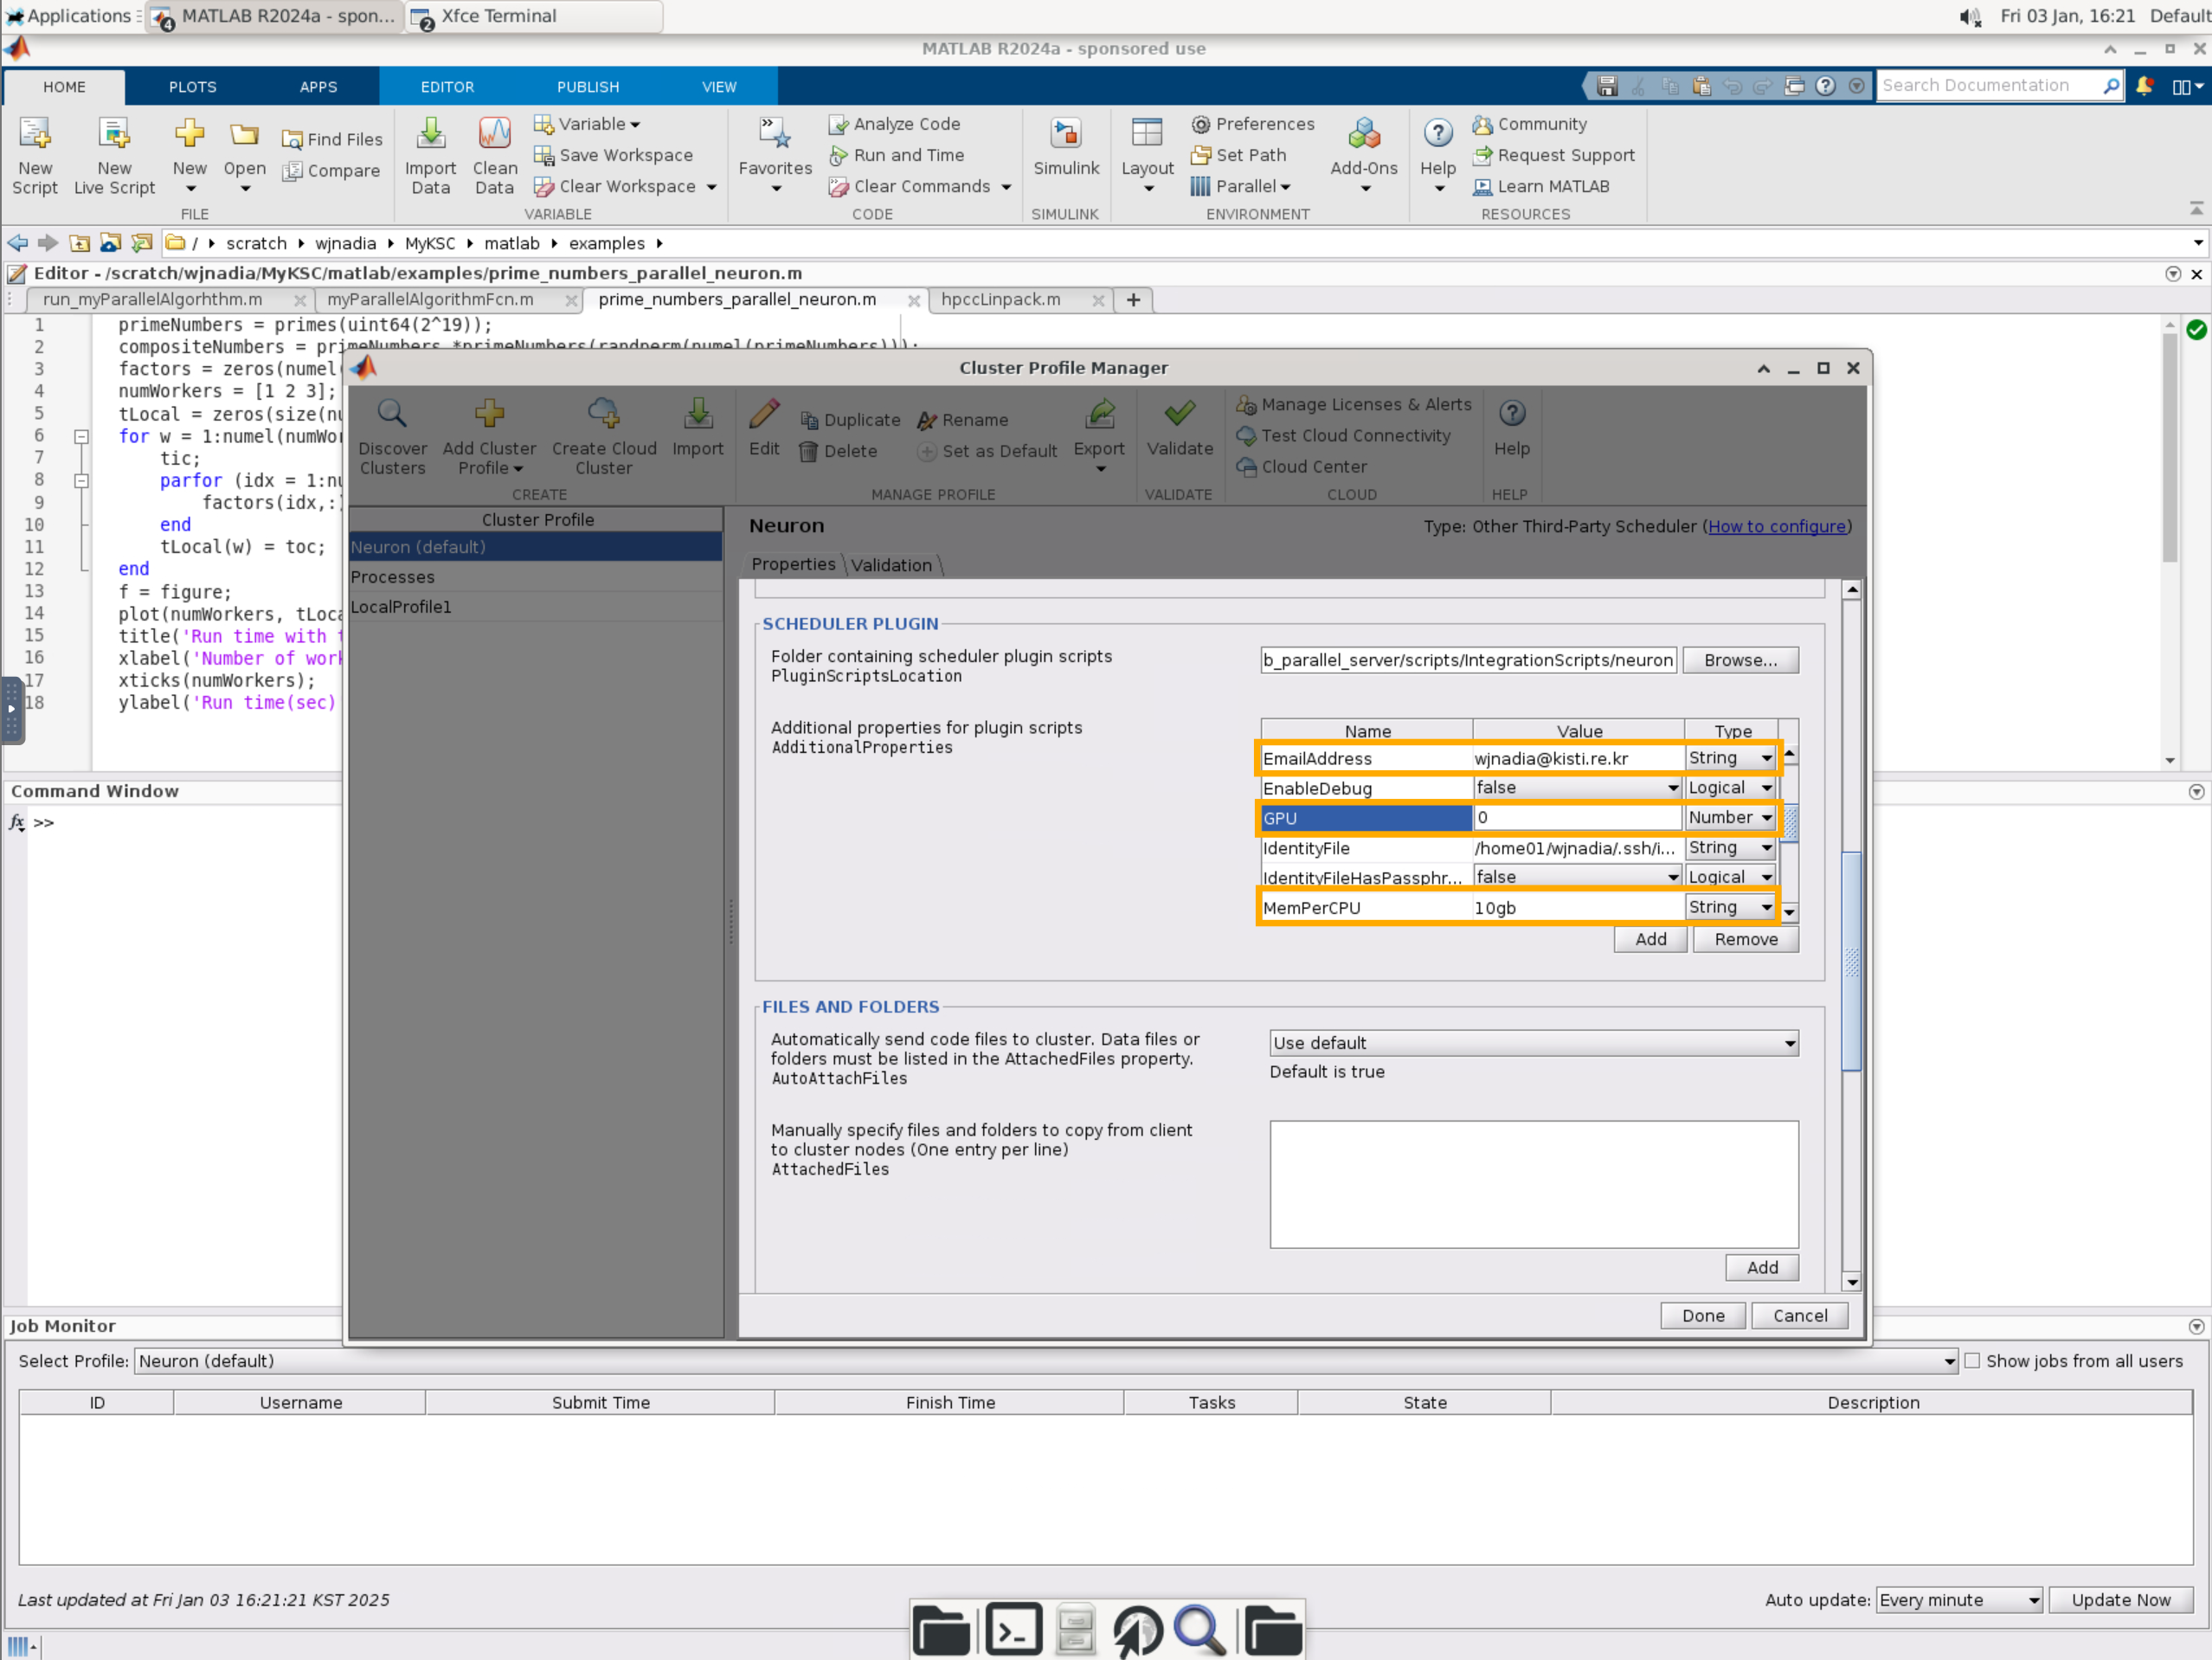 Applications
MATLAB R2024a - spon...
4
Xfce Terminal
2
Fri 03 Jan, 16:21
Default
MATLAB R2024a - sponsored use
HOME
PLOTS
APPS
EDITOR
PUBLISH
VIEW
Search Documentation
New Script
New Live Script
New
Open
Find Files
Compare
FILE
Import Data
Clean Data
Variable
Save Workspace
Clear Workspace
VARIABLE
Favorites
Analyze Code
Run and Time
Clear Commands
CODE
Simulink
SIMULINK
Layout
Preferences
Set Path
Parallel
Add-Ons
ENVIRONMENT
Help
Community
Request Support
Learn MATLAB
RESOURCES
/ scratch wjnadia MyKSC matlab examples
Editor - /scratch/wjnadia/MyKSC/matlab/examples/prime_numbers_parallel_neuron.m
run_myParallelAlgorhthm.m
myParallelAlgorithmFcn.m
prime_numbers_parallel_neuron.m
hpccLinpack.m
1 primeNumbers = primes(uint64(2^19));
2 compositeNumbers = primeNumbers.*primeNumbers(randperm(numel(primeNumbers)));
3 factors = zeros(numel
4 numWorkers = [1 2 3];
5 tLocal = zeros(size(nu
6 for w = 1:numel(numWor
7 tic;
8 parfor (idx = 1:nu
9 factors(idx,:
10 end
11 tLocal(w) = toc;
12 end
13 f = figure;
14 plot(numWorkers, tLoca
15 title('Run time with
16 xlabel('Number of work
17 xticks(numWorkers);
18 ylabel('Run time(sec)
Command Window
fx >>
Cluster Profile Manager
Discover Clusters
Add Cluster Profile
Create Cloud Cluster
Import
CREATE
Edit
Duplicate
Delete
Rename
Set as Default
Export
MANAGE PROFILE
Validate
VALIDATE
Manage Licenses & Alerts
Test Cloud Connectivity
Cloud Center
CLOUD
Help
HELP
Cluster Profile
Neuron (default)
Processes
LocalProfile1
Neuron
Type: Other Third-Party Scheduler (How to configure)
Properties
Validation
SCHEDULER PLUGIN
Folder containing scheduler plugin scripts
PluginScriptsLocation
b_parallel_server/scripts/IntegrationScripts/neuron
Browse...
Additional properties for plugin scripts
AdditionalProperties
Name Value Type
EmailAddress wjnadia@kisti.re.kr String
EnableDebug false Logical
GPU 0 Number
IdentityFile /home01/wjnadia/.ssh/i... String
IdentityFileHasPassphr... false Logical
MemPerCPU 10gb String
Add
Remove
FILES AND FOLDERS
Automatically send code files to cluster. Data files or
folders must be listed in the AttachedFiles property.
AutoAttachFiles
Use default
Default is true
Manually specify files and folders to copy from client
to cluster nodes (One entry per line)
AttachedFiles
Add
Done
Cancel
Job Monitor
Select Profile: Neuron (default)
Show jobs from all users
ID Username Submit Time Finish Time Tasks State Description
Last updated at Fri Jan 03 16:21:21 KST 2025
Auto update: Every minute
Update Now